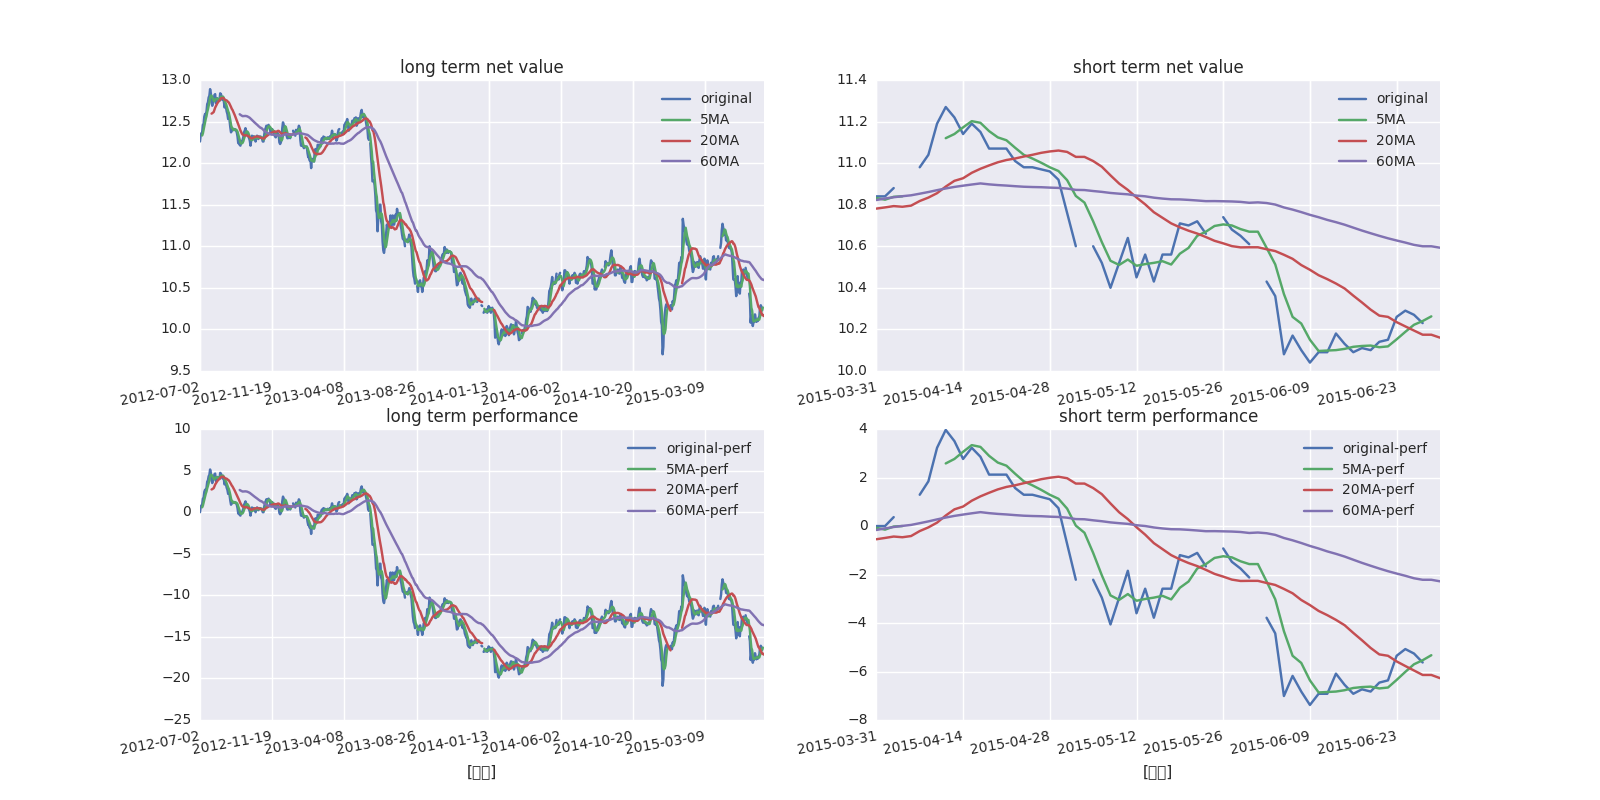 long term net value
13.0
12.5
12.0
11.5
11.0
10.5
10.0
9.5
original
5MA
20MA
60MA
2012-07-02 2012-11-19 2013-04-08 2013-08-26 2014-01-13 2014-06-02 2014-10-20 2015-03-09
short term net value
11.4
11.2
11.0
10.8
10.6
10.4
10.2
10.0
original
5MA
20MA
60MA
2015-03-31 2015-04-14 2015-04-28 2015-05-12 2015-05-26 2015-06-09 2015-06-23
long term performance
10
5
0
−5
−10
−15
−20
−25
original-perf
5MA-perf
20MA-perf
60MA-perf
2012-07-02 2012-11-19 2013-04-08 2013-08-26 2014-01-13 2014-06-02 2014-10-20 2015-03-09
short term performance
4
2
0
−2
−4
−6
−8
original-perf
5MA-perf
20MA-perf
60MA-perf
2015-03-31 2015-04-14 2015-04-28 2015-05-12 2015-05-26 2015-06-09 2015-06-23